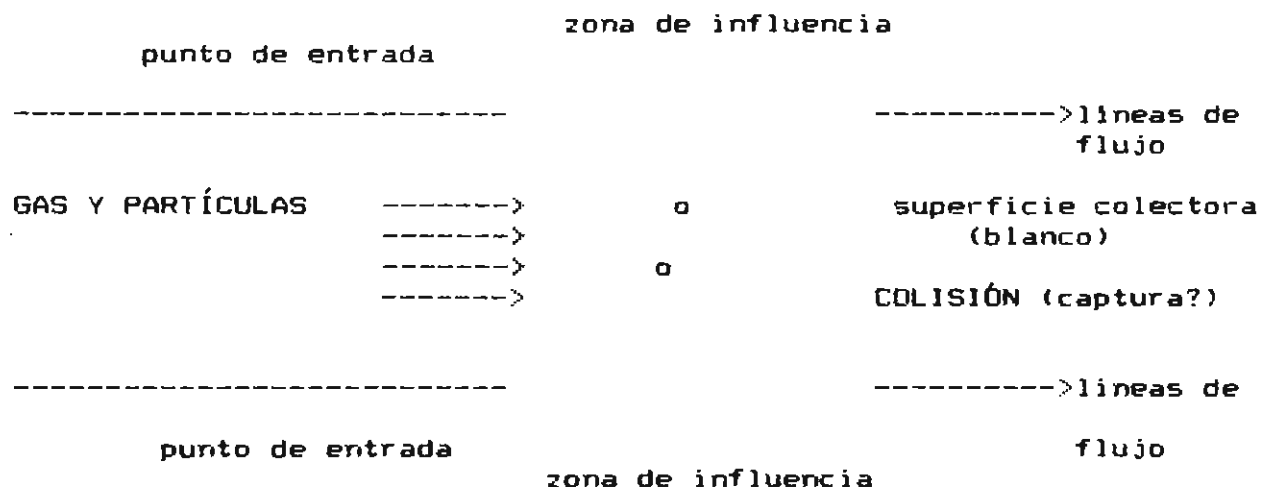 zona de influencia
punto de entrada
--------------------------- ---------->lineas de
flujo
GAS Y PARTÍCULAS -------> o superficie colectora
-------> (blanco)
-------> o
-------> COLISIÓN (captura?)
--------------------------- ---------->lineas de
punto de entrada flujo
zona de influencia